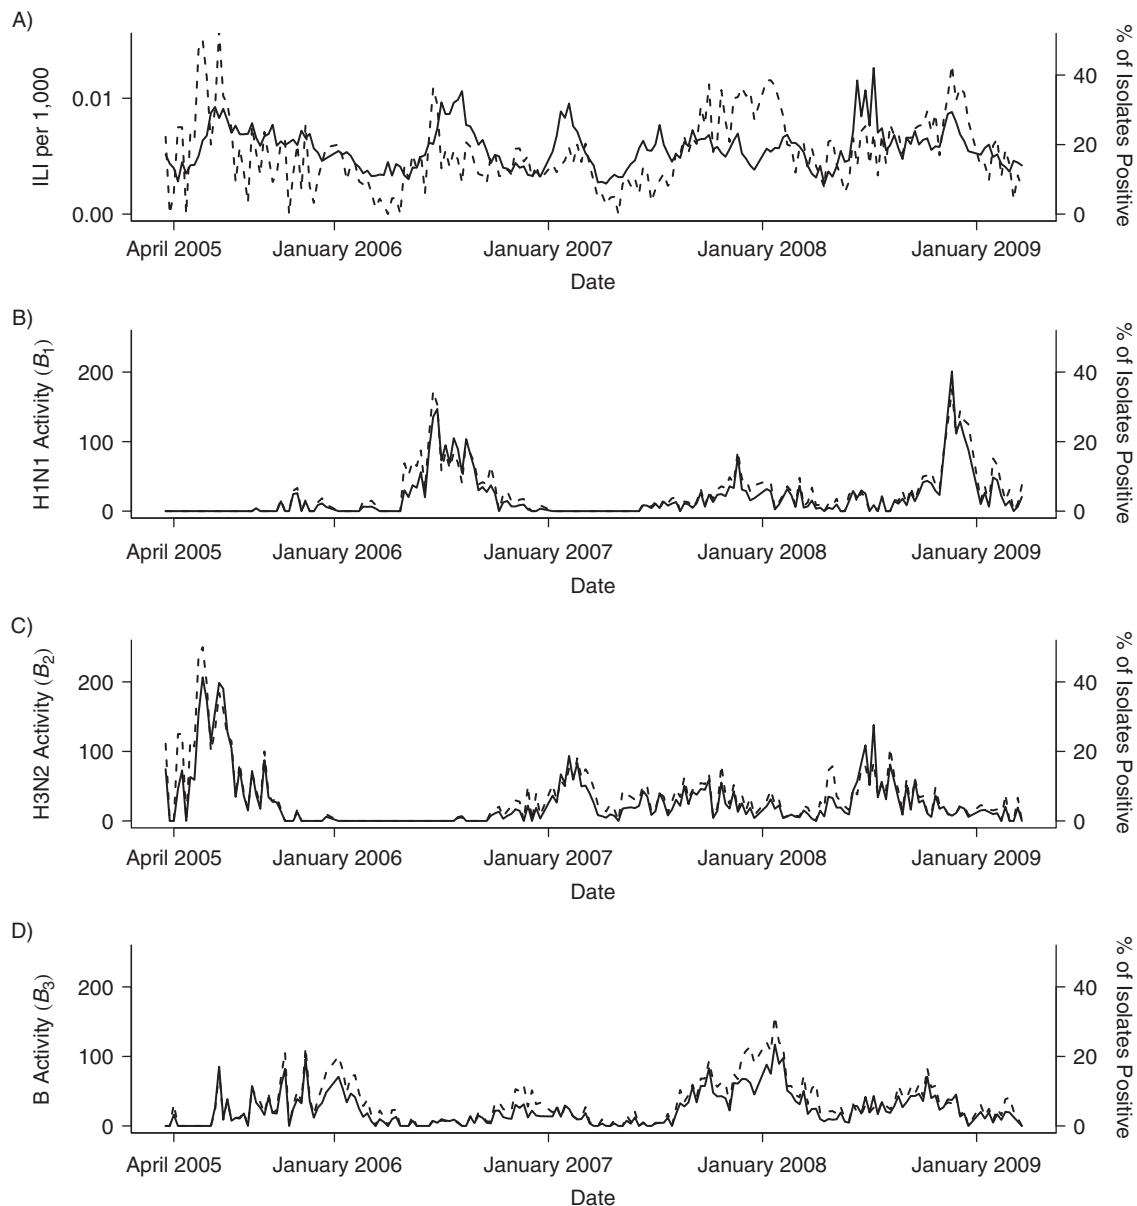 A)
ILI per 1,000
0.01
0.00
% of Isolates Positive
40
20
0
April 2005 January 2006 January 2007 January 2008 January 2009
Date
B)
H1N1 Activity (B1)
200
100
0
% of Isolates Positive
40
20
0
April 2005 January 2006 January 2007 January 2008 January 2009
Date
C)
H3N2 Activity (B2)
200
100
0
% of Isolates Positive
40
20
0
April 2005 January 2006 January 2007 January 2008 January 2009
Date
D)
B Activity (B3)
200
100
0
% of Isolates Positive
40
20
0
April 2005 January 2006 January 2007 January 2008 January 2009
Date